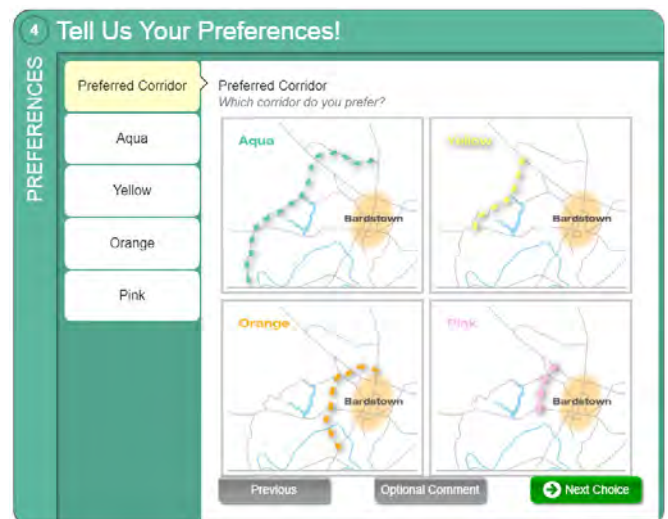 4 Tell Us Your Preferences!
PREFERENCES
Preferred Corridor
Aqua
Yellow
Orange
Pink
Preferred Corridor
Which corridor do you prefer?
Aqua
Bardstown
Yellow
Bardstown
Orange
Bardstown
Pink
Bardstown
Previous
Optional Comment
Next Choice